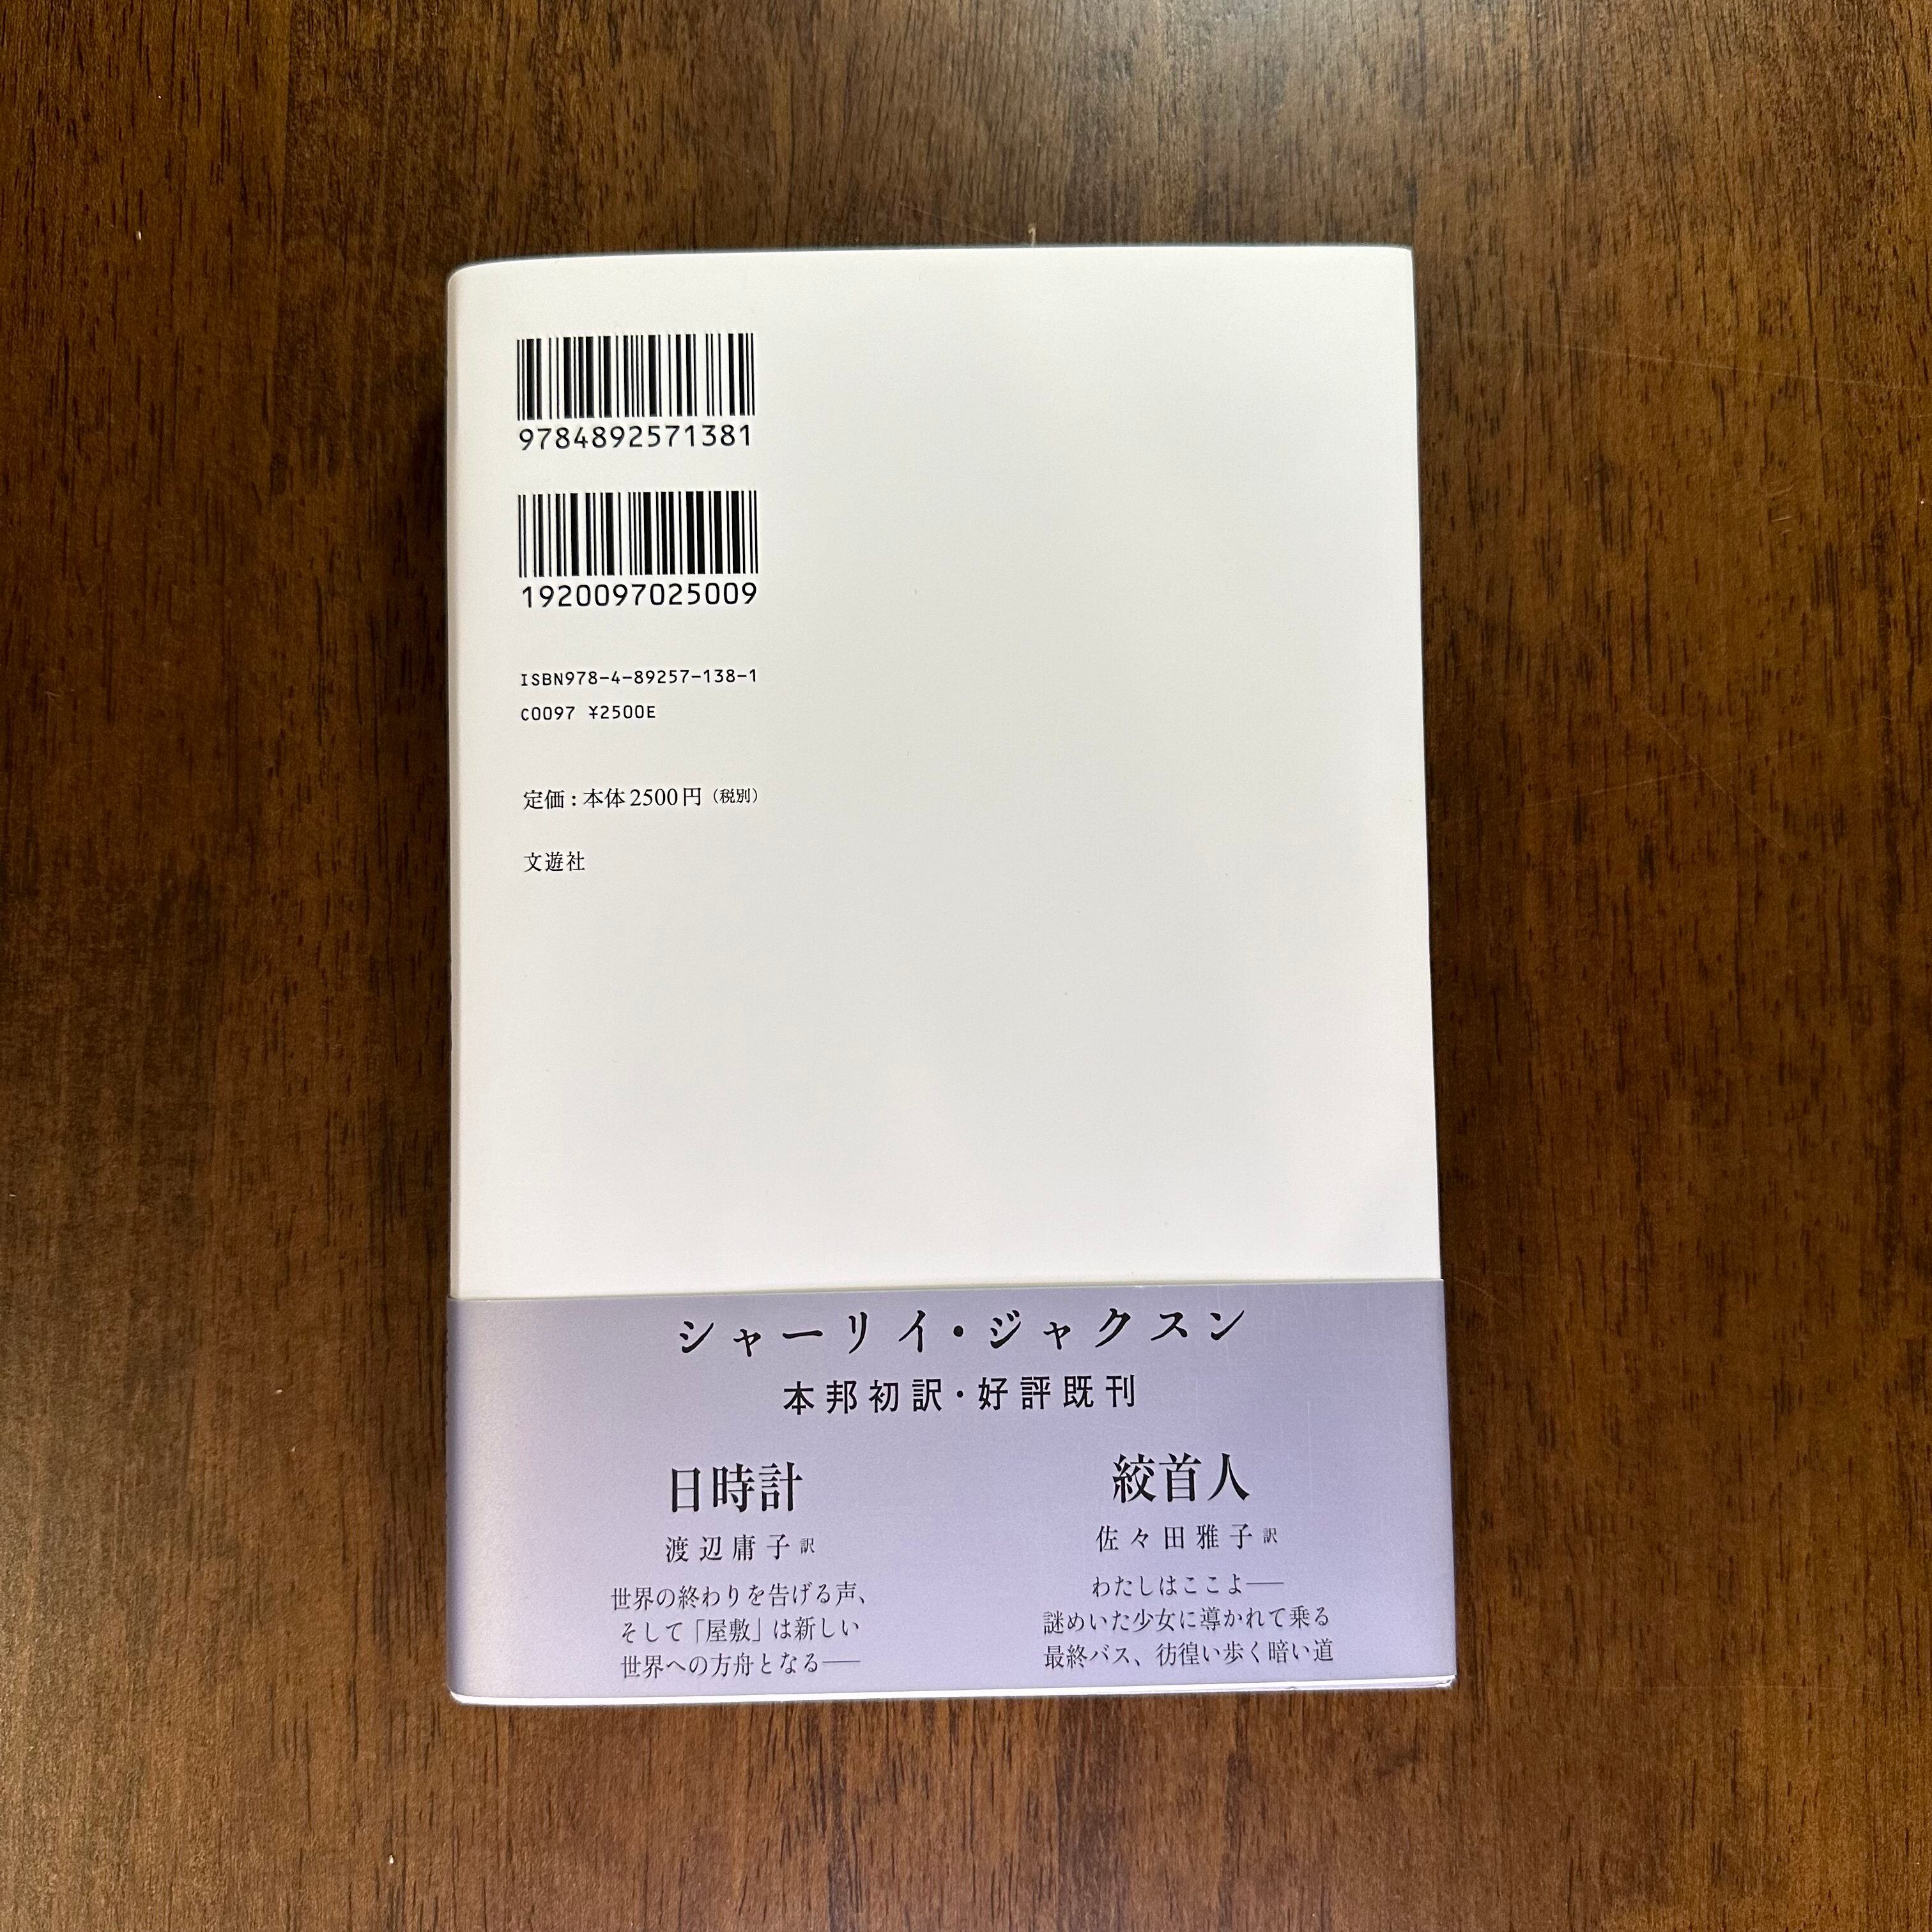 9784892571381
1920097025009
ISBN978-4-89257-138-1
C0097 ¥2500E
定価：本体2500円（税別）
文遊社
シャーリイ・ジャクスン
本邦初訳・好評既刊
日時計
渡辺庸子 訳
世界の終わりを告げる声、
そして「屋敷」は新しい
世界への方舟となる──
絞首人
佐々田雅子 訳
わたしはここよ──
謎めいた少女に導かれて乗る
最終バス、彷徨い歩く暗い道